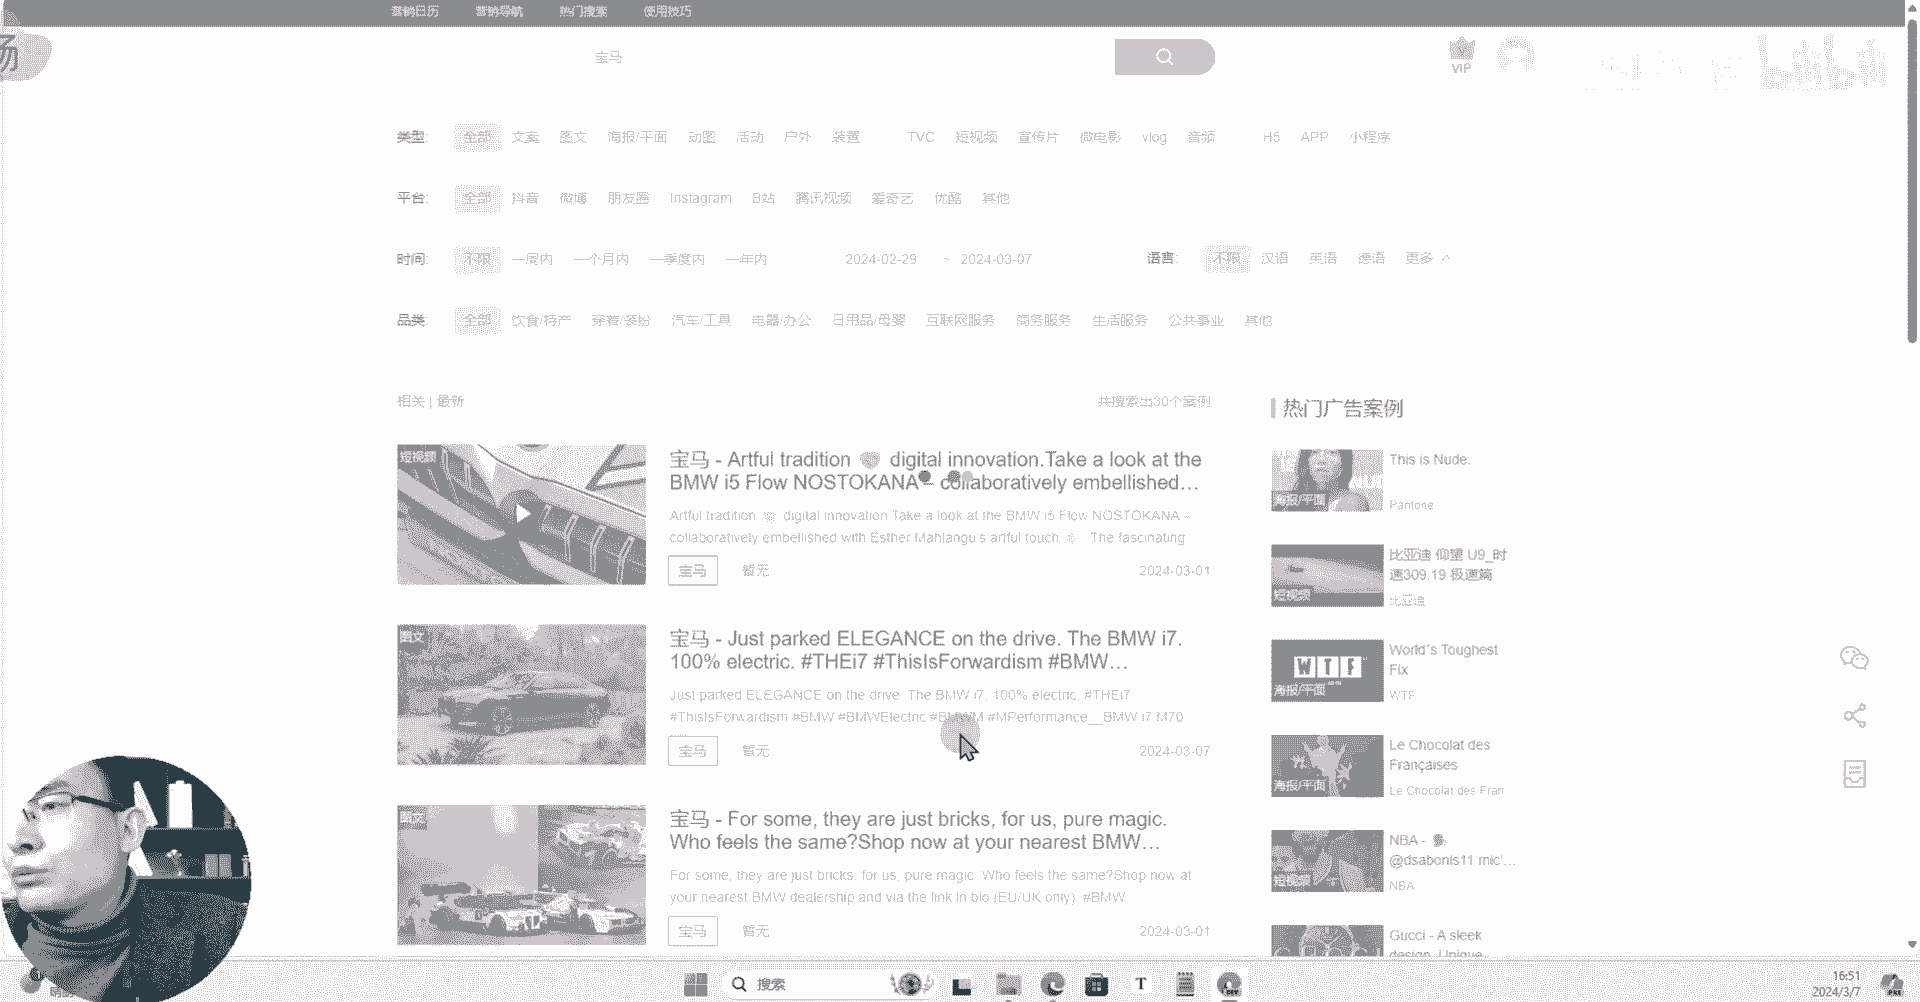 营销日历 营销导航 热门搜索 使用技巧
宝马
VIP
bilibili
类型: 全部 文案 图文 海报/平面 动图 活动 户外 装置 TVC 短视频 宣传片 微电影 vlog 音频 H5 APP 小程序
平台: 全部 抖音 微博 朋友圈 Instagram B站 腾讯视频 爱奇艺 优酷 其他
时间: 不限 一周内 一个月内 一季度内 一年内 2024-02-29 ~ 2024-03-07 语言: 不限 汉语 英语 德语 更多
品类: 全部 饮食/特产 穿着/装扮 汽车/工具 电器/办公 日用品/母婴 互联网服务 商务服务 生活服务 公共事业 其他
相关 | 最新 共搜索出30个案例
短视频
宝马 - Artful tradition digital innovation.Take a look at the
BMW i5 Flow NOSTOKANA – collaboratively embellished...
Artful tradition digital innovation.Take a look at the BMW i5 Flow NOSTOKANA –
collaboratively embellished with Esther Mahlangu's artful touch. The fascinating
宝马 暂无 2024-03-01
图文
宝马 - Just parked ELEGANCE on the drive. The BMW i7.
100% electric. #THEi7 #ThisIsForwardism #BMW...
Just parked ELEGANCE on the drive. The BMW i7. 100% electric. #THEi7
#ThisIsForwardism #BMW #BMWElectric #BMWM #MPerformance__BMW i7 M70
宝马 暂无 2024-03-07
图文
宝马 - For some, they are just bricks, for us, pure magic.
Who feels the same?Shop now at your nearest BMW...
For some, they are just bricks, for us, pure magic. Who feels the same?Shop now at
your nearest BMW dealership and via the link in bio (EU/UK only). #BMW
宝马 暂无 2024-03-01
热门广告案例
海报/平面
This is Nude.
Pantone
短视频
比亚迪 仰望 U9_时
速309.19 极速篇
比亚迪
WTF
海报/平面
World's Toughest
Fix
WTF
海报/平面
Le Chocolat des
Françaises
Le Chocolat des Fran
短视频
NBA -
@dsabonis11 mic'...
NBA
Gucci - A sleek
design. Unique
搜索
16:51
2024/3/7